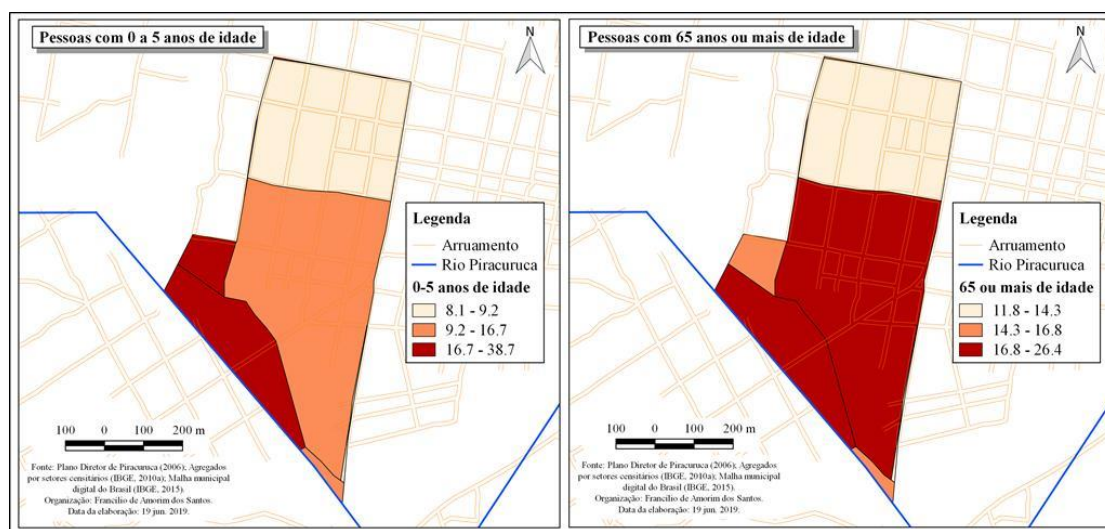 Pessoas com 0 a 5 anos de idade
N
Legenda
Arruamento
Rio Piracuruca
0-5 anos de idade
8.1 - 9.2
9.2 - 16.7
16.7 - 38.7
100 0 100 200 m
Fonte: Plano Diretor de Piracuruca (2006); Agregados
por setores censitários (IBGE, 2010a); Malha municipal
digital do Brasil (IBGE, 2015).
Organização: Francílio de Amorim dos Santos.
Data da elaboração: 19 jun. 2019.
Pessoas com 65 anos ou mais de idade
N
Legenda
Arruamento
Rio Piracuruca
65 ou mais de idade
11.8 - 14.3
14.3 - 16.8
16.8 - 26.4
100 0 100 200 m
Fonte: Plano Diretor de Piracuruca (2006); Agregados
por setores censitários (IBGE, 2010a); Malha municipal
digital do Brasil (IBGE, 2015).
Organização: Francílio de Amorim dos Santos.
Data da elaboração: 19 jun. 2019.